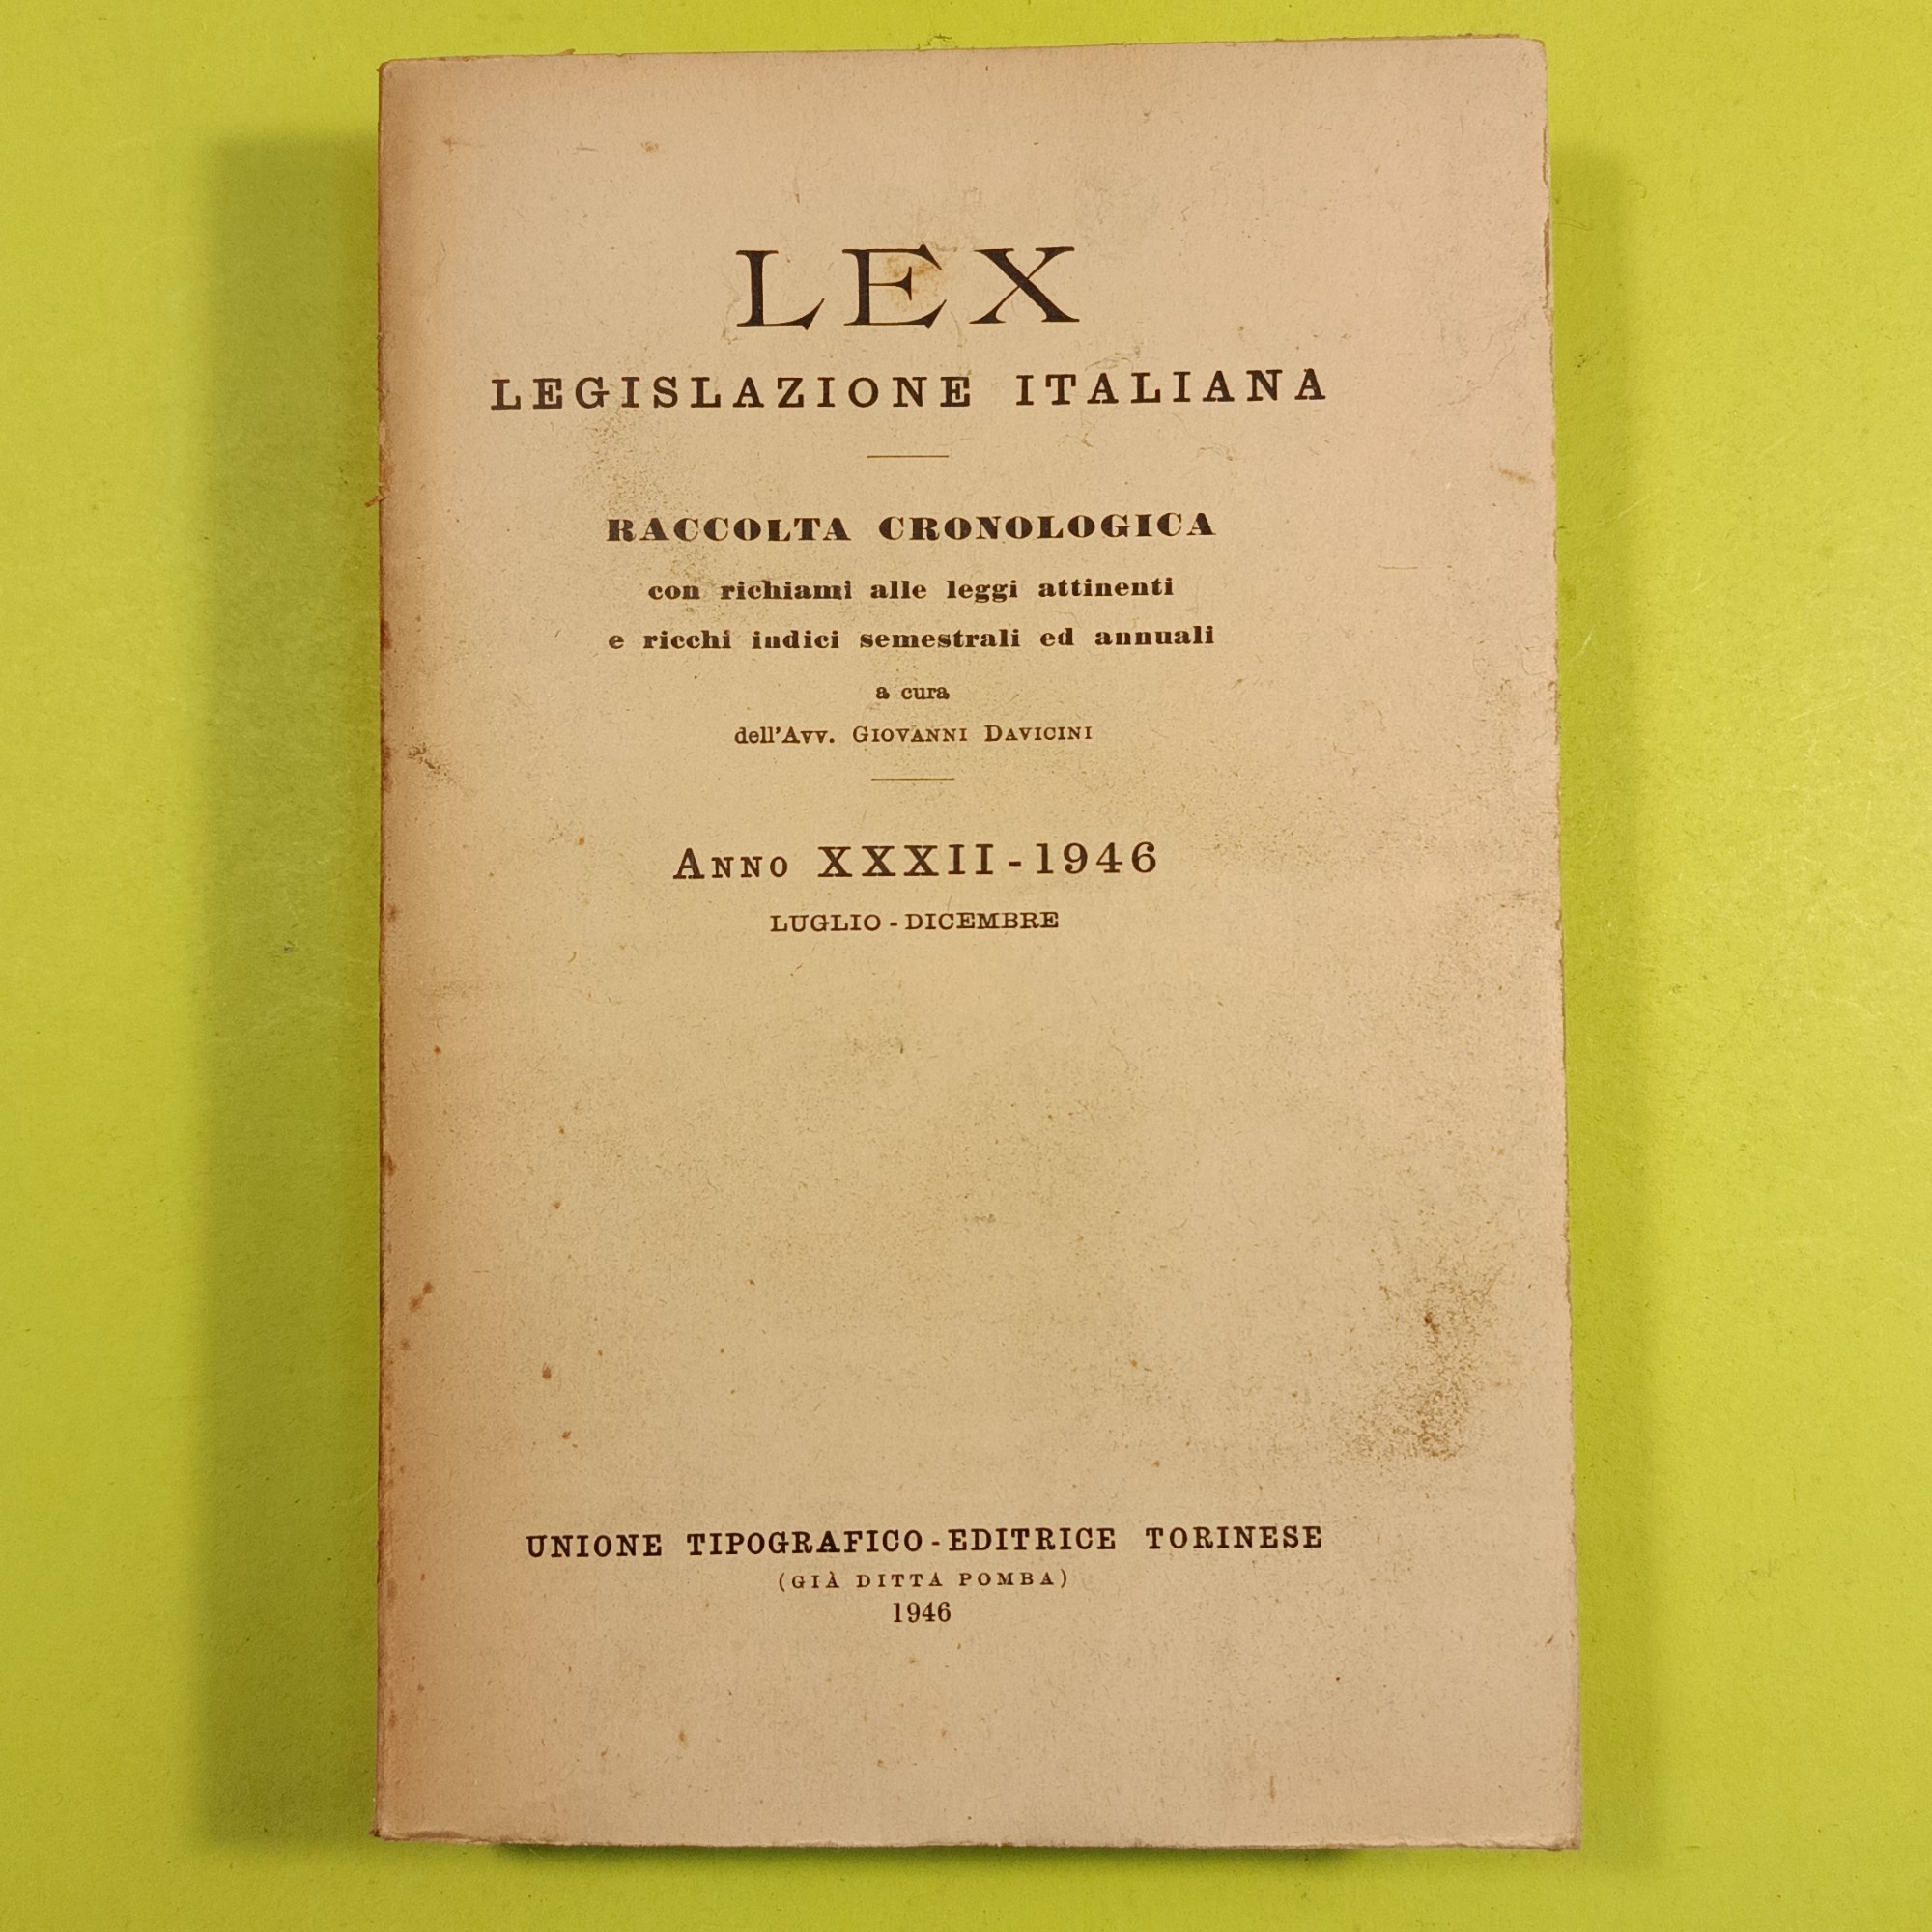 LEX
LEGISLAZIONE ITALIANA
RACCOLTA CRONOLOGICA
con richiami alle leggi attinenti
e ricchi indici semestrali ed annuali
a cura
dell'Avv. GIOVANNI DAVICINI
ANNO XXXII - 1946
LUGLIO - DICEMBRE
UNIONE TIPOGRAFICO - EDITRICE TORINESE
(GIÀ DITTA POMBA)
1946